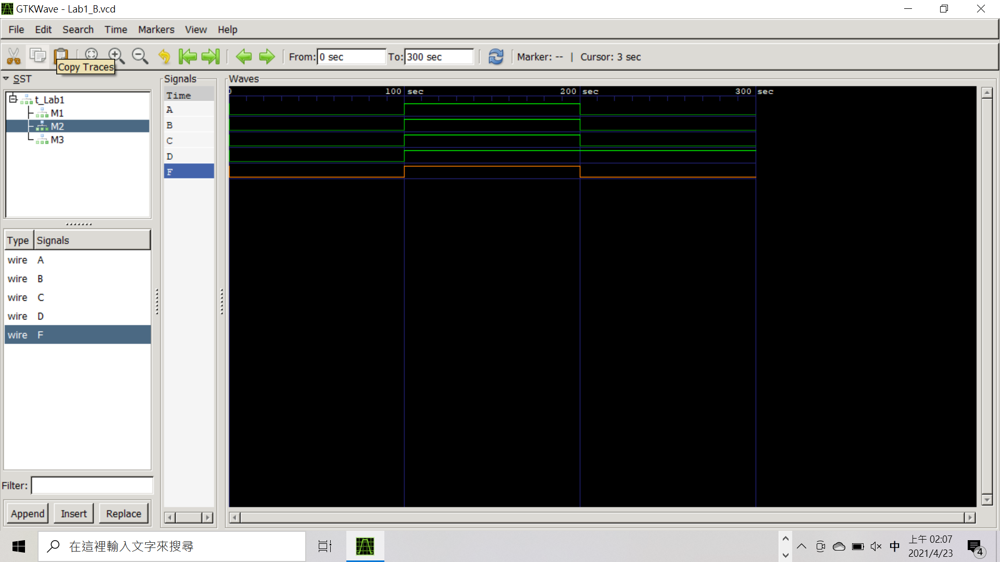 GTKWave - Lab1_B.vcd
File Edit Search Time Markers View Help
From: 0 sec To: 300 sec Marker: -- | Cursor: 3 sec
Copy Traces
SST
t_Lab1
M1
M2
M3
Type Signals
wire A
wire B
wire C
wire D
wire F
Filter:
Append Insert Replace
Signals
Time
A
B
C
D
F
Waves
0 100 sec 200 sec 300 sec
在這裡輸入文字來搜尋
中
上午 02:07
2021/4/23
4